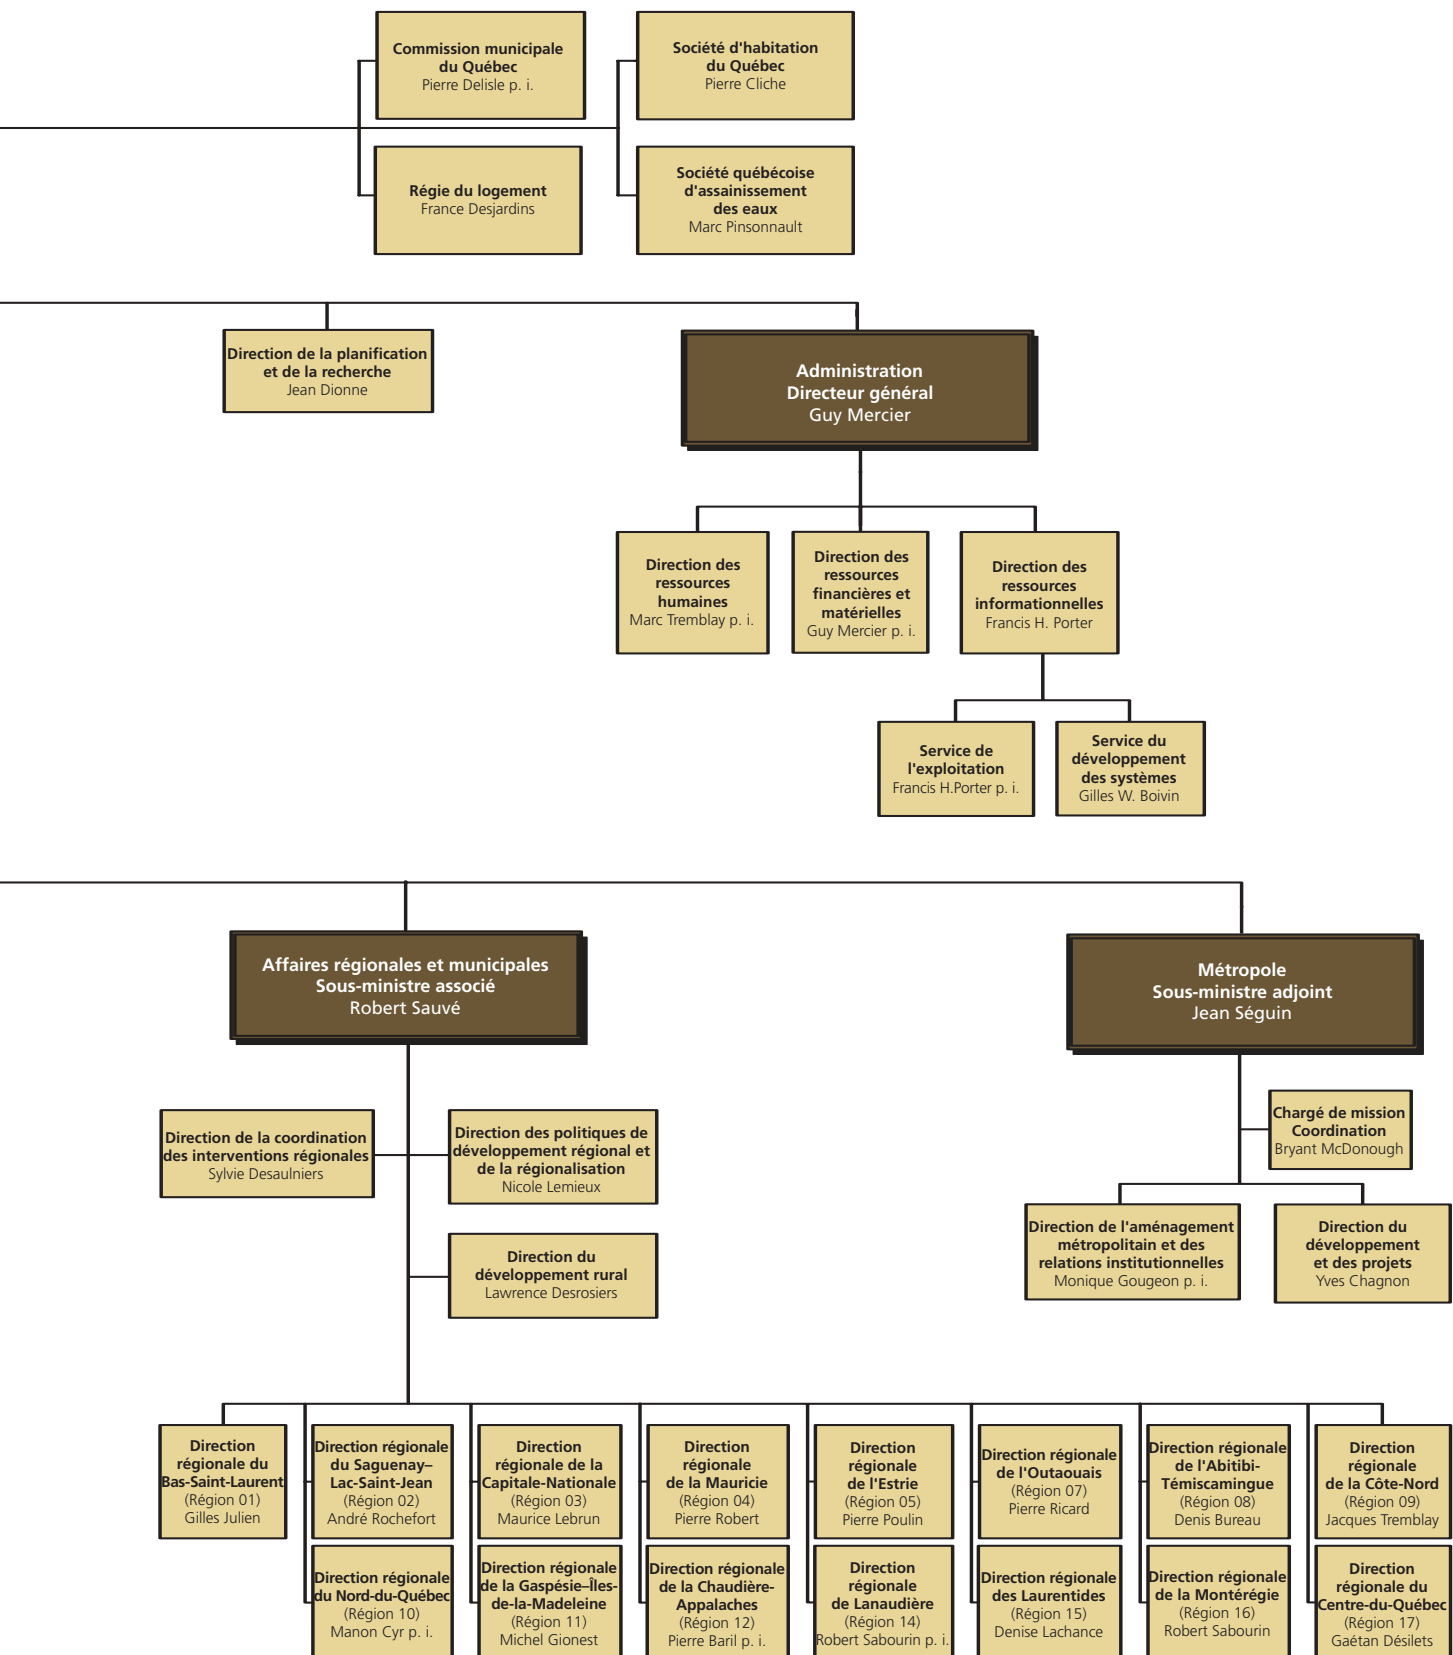 Commission municipale
du Québec
Pierre Delisle p. i.
Société d'habitation
du Québec
Pierre Cliche
Régie du logement
France Desjardins
Société québécoise
d'assainissement
des eaux
Marc Pinsonnault
Direction de la planification
et de la recherche
Jean Dionne
Administration
Directeur général
Guy Mercier
Direction des
ressources
humaines
Marc Tremblay p. i.
Direction des
ressources
financières et
matérielles
Guy Mercier p. i.
Direction des
ressources
informationnelles
Francis H. Porter
Service de
l'exploitation
Francis H.Porter p. i.
Service du
développement
des systèmes
Gilles W. Boivin
Affaires régionales et municipales
Sous-ministre associé
Robert Sauvé
Métropole
Sous-ministre adjoint
Jean Séguin
Direction de la coordination
des interventions régionales
Sylvie Desaulniers
Direction des politiques de
développement régional et
de la régionalisation
Nicole Lemieux
Direction du
développement rural
Lawrence Desrosiers
Chargé de mission
Coordination
Bryant McDonough
Direction de l'aménagement
métropolitain et des
relations institutionnelles
Monique Gougeon p. i.
Direction du
développement
et des projets
Yves Chagnon
Direction
régionale du
Bas-Saint-Laurent
(Région 01)
Gilles Julien
Direction régionale
du Saguenay–
Lac-Saint-Jean
(Région 02)
André Rochefort
Direction
régionale de la
Capitale-Nationale
(Région 03)
Maurice Lebrun
Direction
régionale
de la Mauricie
(Région 04)
Pierre Robert
Direction
régionale
de l'Estrie
(Région 05)
Pierre Poulin
Direction régionale
de l'Outaouais
(Région 07)
Pierre Ricard
Direction régionale
de l'Abitibi-
Témiscamingue
(Région 08)
Denis Bureau
Direction
régionale
de la Côte-Nord
(Région 09)
Jacques Tremblay
Direction régionale
du Nord-du-Québec
(Région 10)
Manon Cyr p. i.
Direction régionale
de la Gaspésie–Îles-
de-la-Madeleine
(Région 11)
Michel Gionest
Direction régionale
de la Chaudière-
Appalaches
(Région 12)
Pierre Baril p. i.
Direction
régionale
de Lanaudière
(Région 14)
Robert Sabourin p. i.
Direction régionale
des Laurentides
(Région 15)
Denise Lachance
Direction régionale
de la Montérégie
(Région 16)
Robert Sabourin
Direction
régionale du
Centre-du-Québec
(Région 17)
Gaétan Désilets